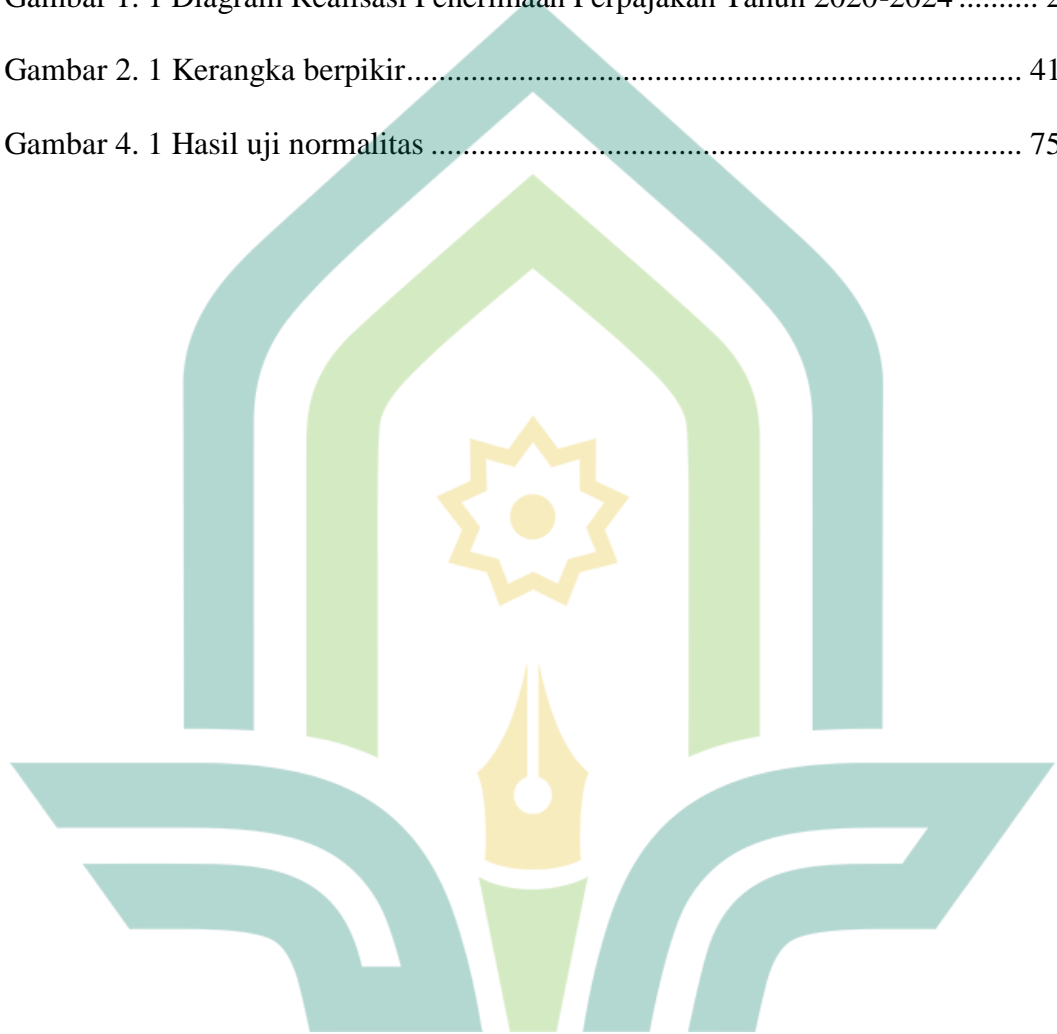 Gambar 1. 1 Diagram Realisasi Penerimaan Perpajakan Tahun 2020-2024 .......... 2
Gambar 2. 1 Kerangka berpikir............................................................................. 41
Gambar 4. 1 Hasil uji normalitas .......................................................................... 75